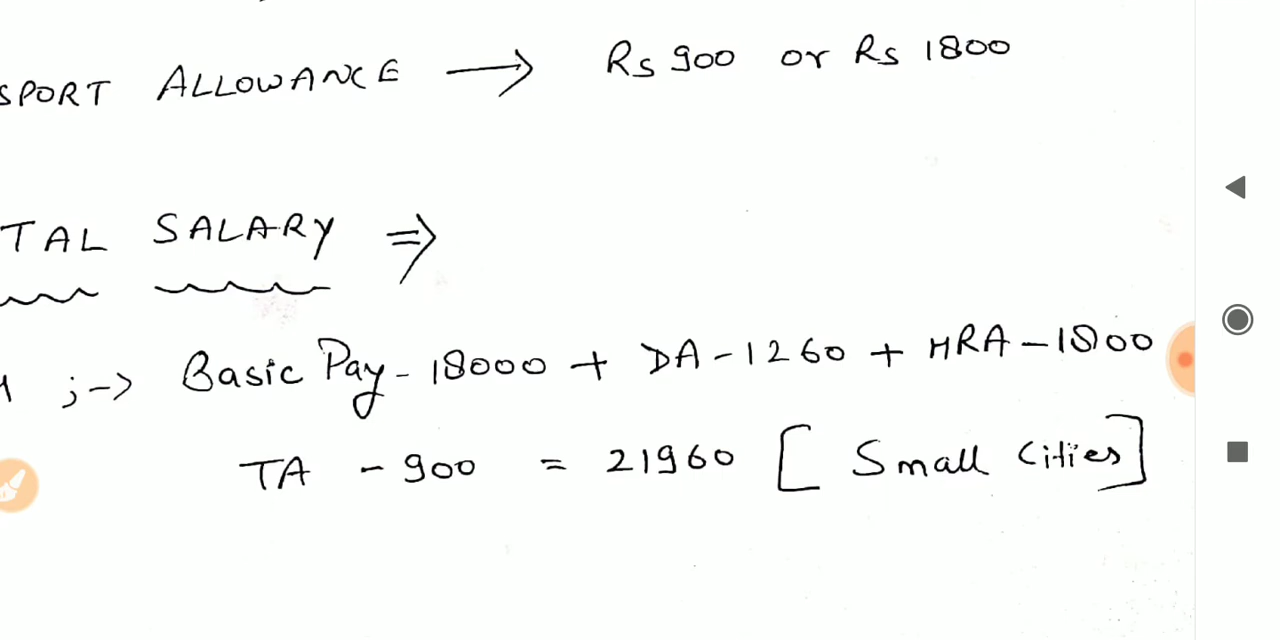 SPORT ALLOWANCE → Rs 900 or Rs 1800
TAL SALARY ⇒
;-> Basic Pay - 18000 + DA - 1260 + HRA - 1800
TA - 900 = 21960 [Small Cities]